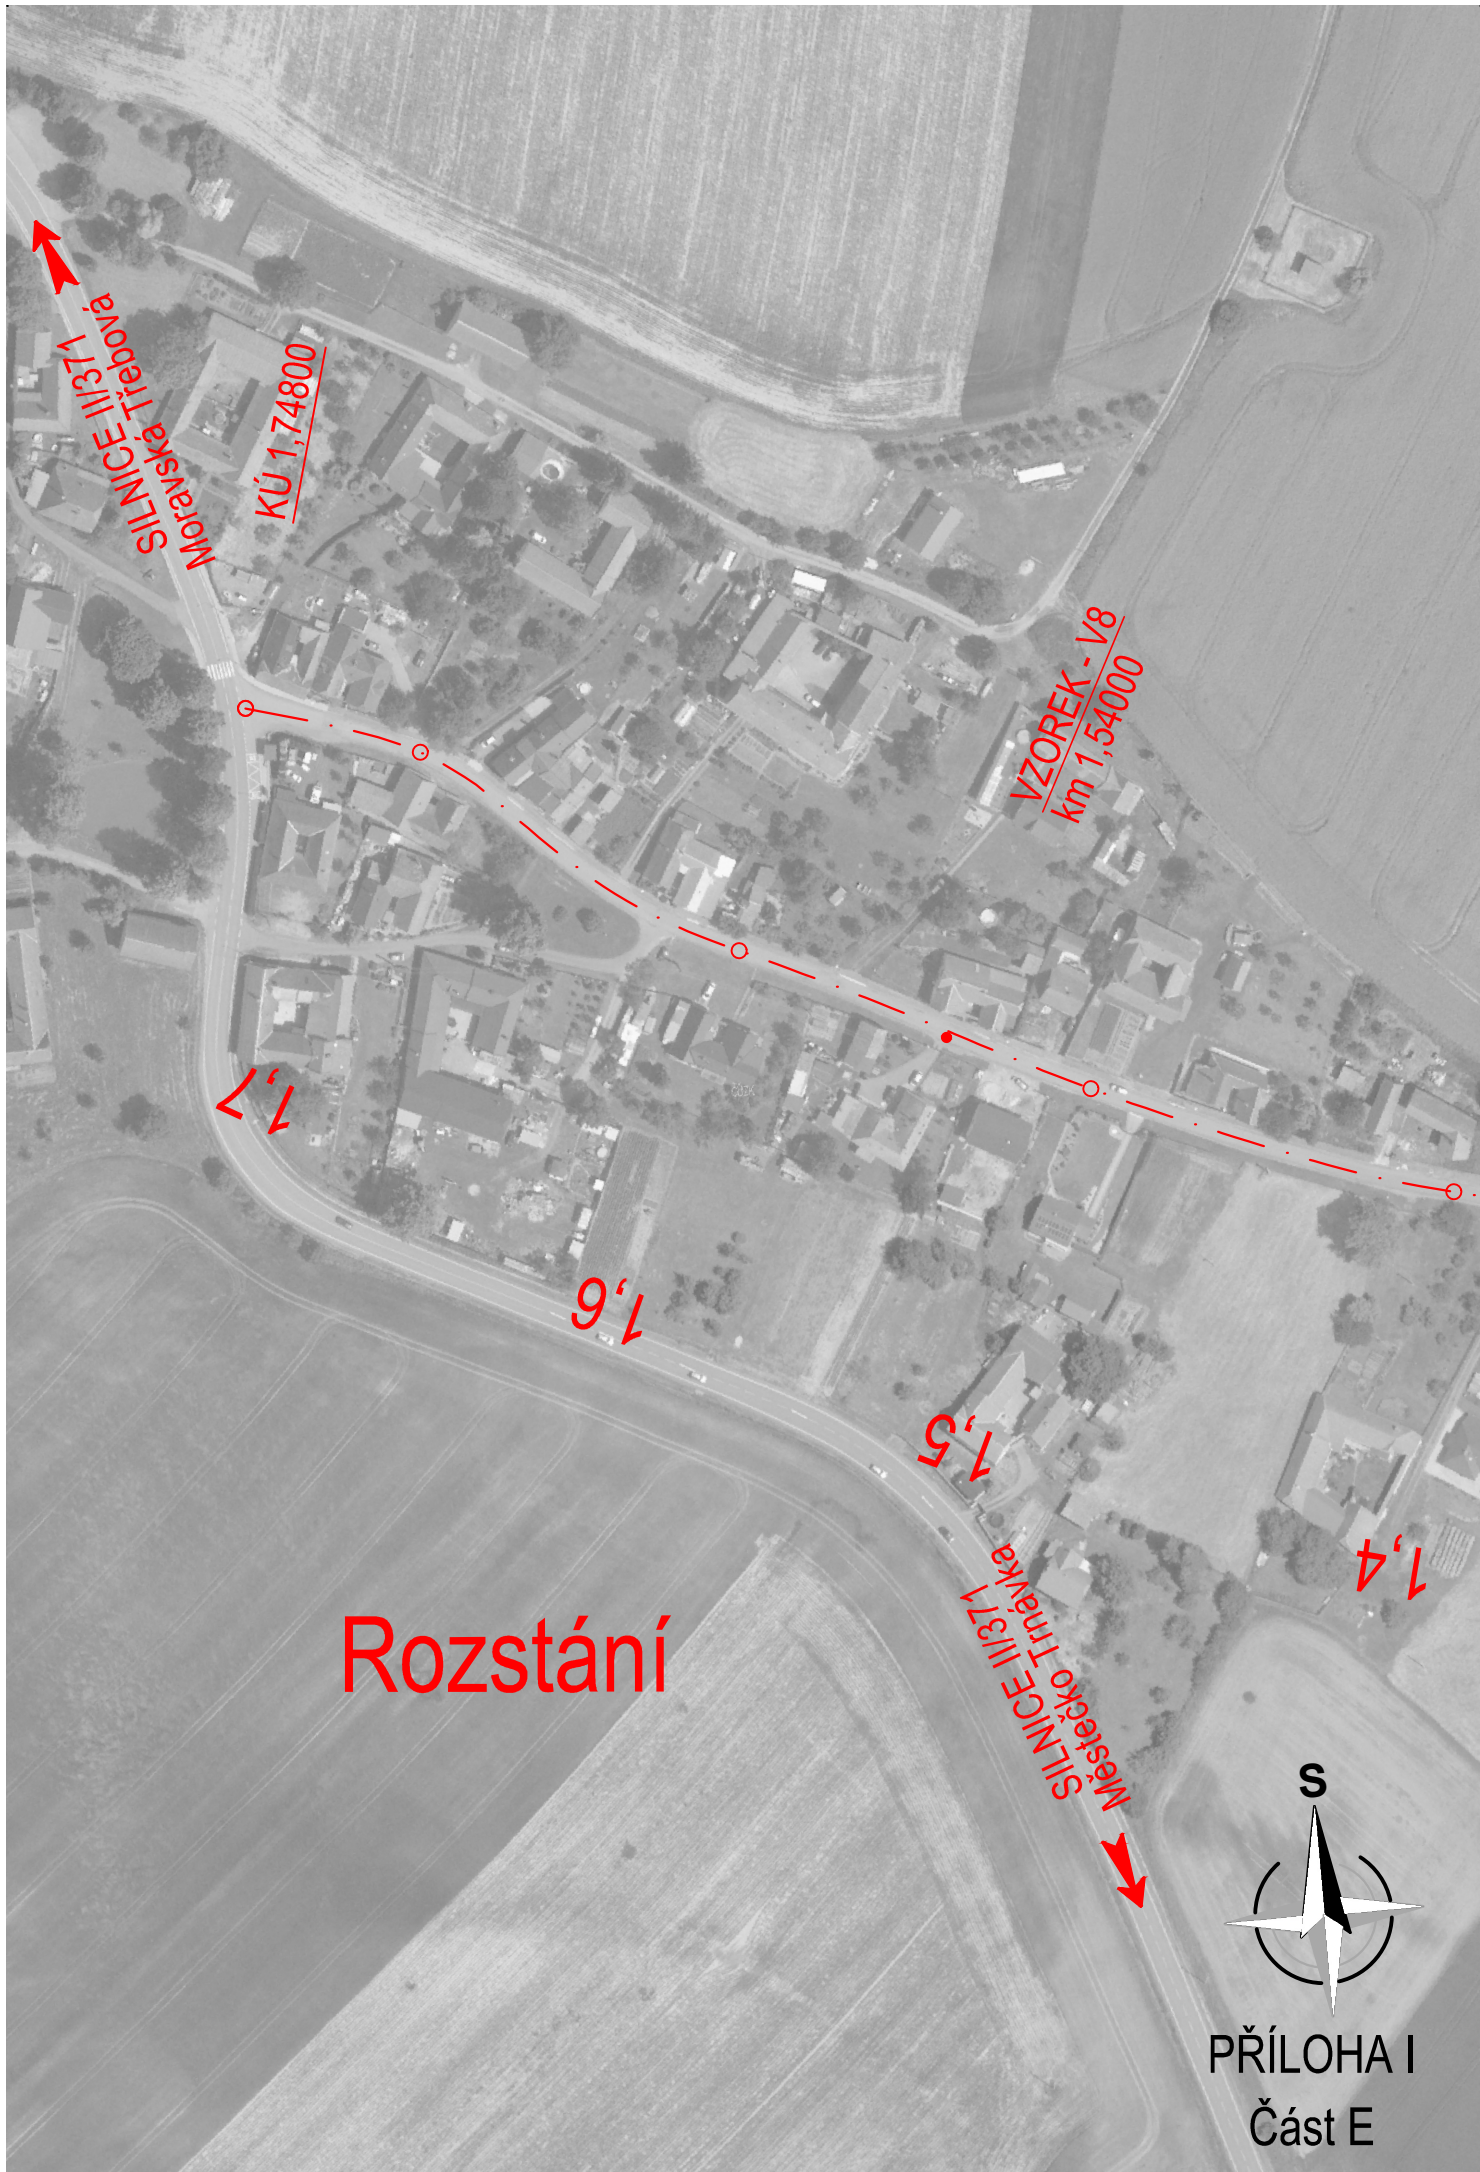 SILNICE II/371
Moravská Třebová
KÚ 1,74800
VZOREK - V8
km 1,54000
1,7
1,6
1,5
1,4
SILNICE II/371
Městečko Trnávka
Rozstání
S
PŘÍLOHA I
Část E